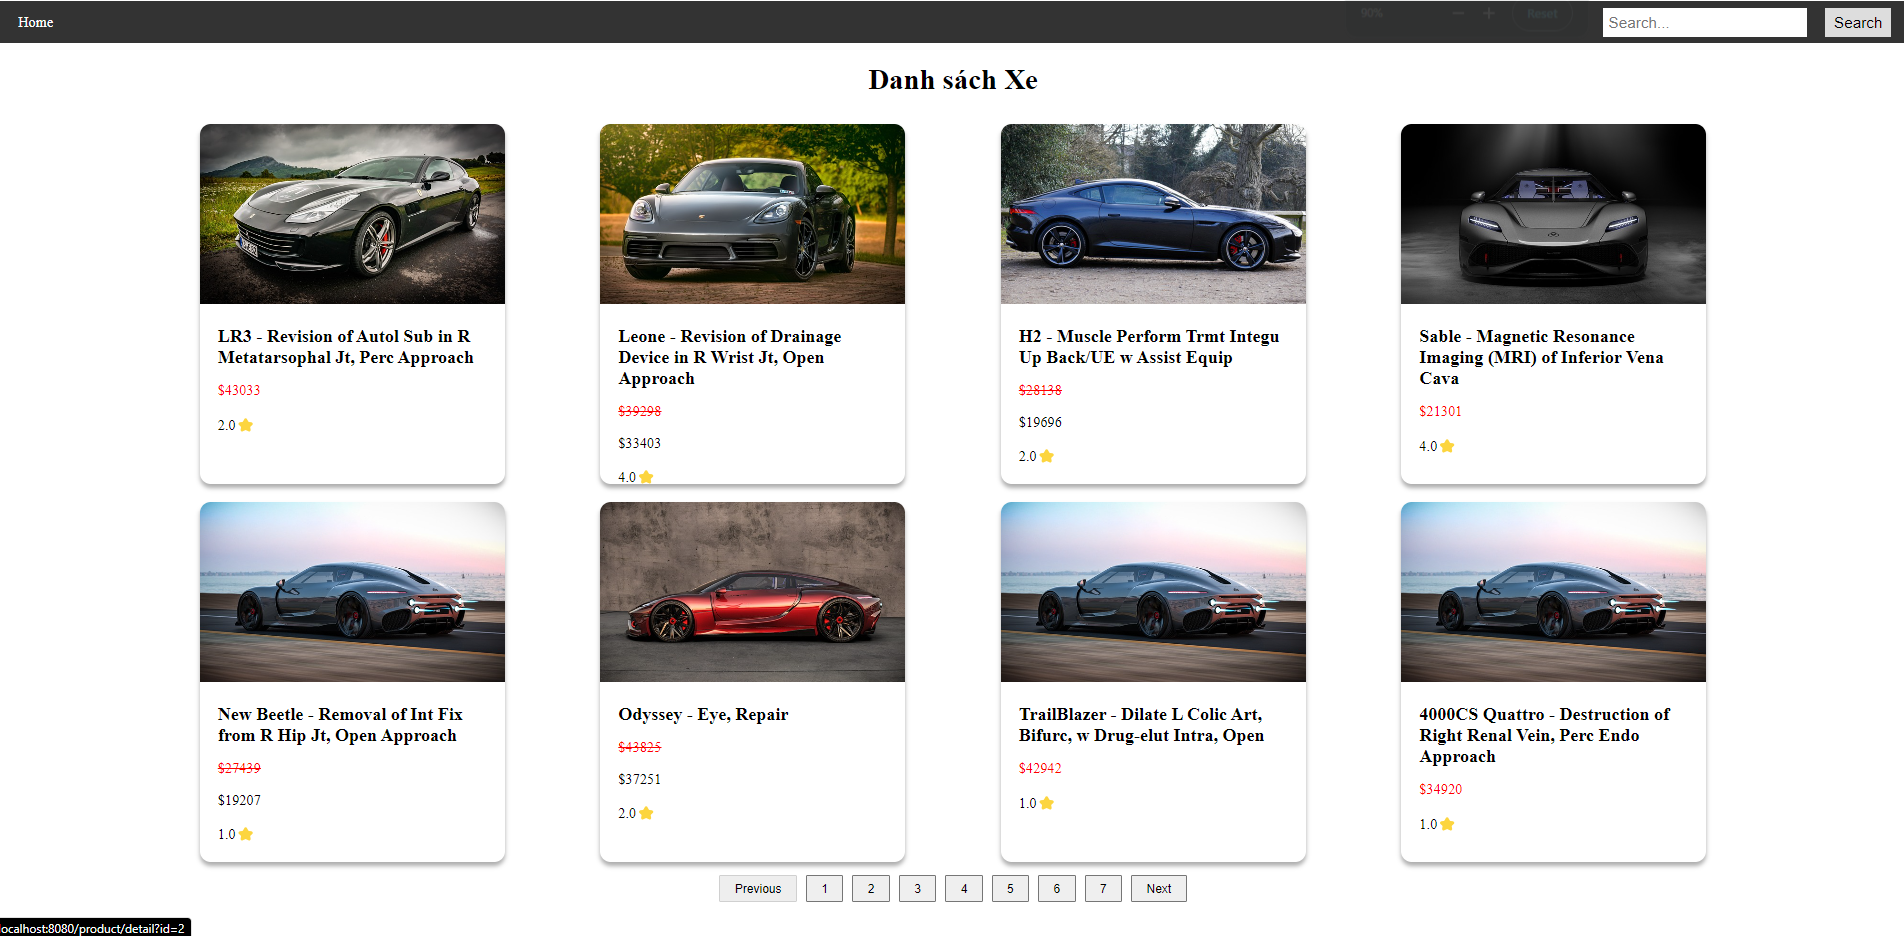 Home
90%
Reset
Search...
Search
Danh sách Xe
LR3 - Revision of Autol Sub in R
Metatarsophal Jt, Perc Approach
$43033
2.0
Leone - Revision of Drainage
Device in R Wrist Jt, Open
Approach
$39298
$33403
4.0
H2 - Muscle Perform Trmt Integu
Up Back/UE w Assist Equip
$28138
$19696
2.0
Sable - Magnetic Resonance
Imaging (MRI) of Inferior Vena
Cava
$21301
4.0
New Beetle - Removal of Int Fix
from R Hip Jt, Open Approach
$27439
$19207
1.0
Odyssey - Eye, Repair
$43825
$37251
2.0
TrailBlazer - Dilate L Colic Art,
Bifurc, w Drug-elut Intra, Open
$42942
1.0
4000CS Quattro - Destruction of
Right Renal Vein, Perc Endo
Approach
$34920
1.0
Previous 1 2 3 4 5 6 7 Next
ocalhost:8080/product/detail?id=2